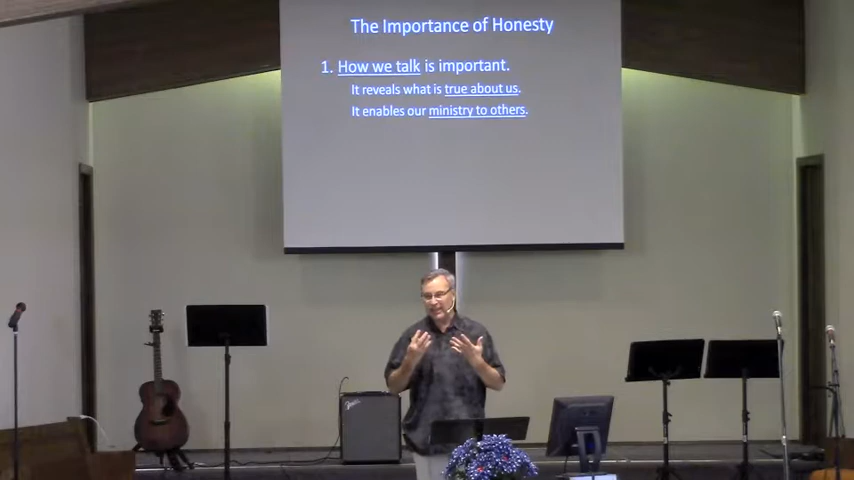 The Importance of Honesty
1. How we talk is important.
It reveals what is true about us.
It enables our ministry to others.
Fender